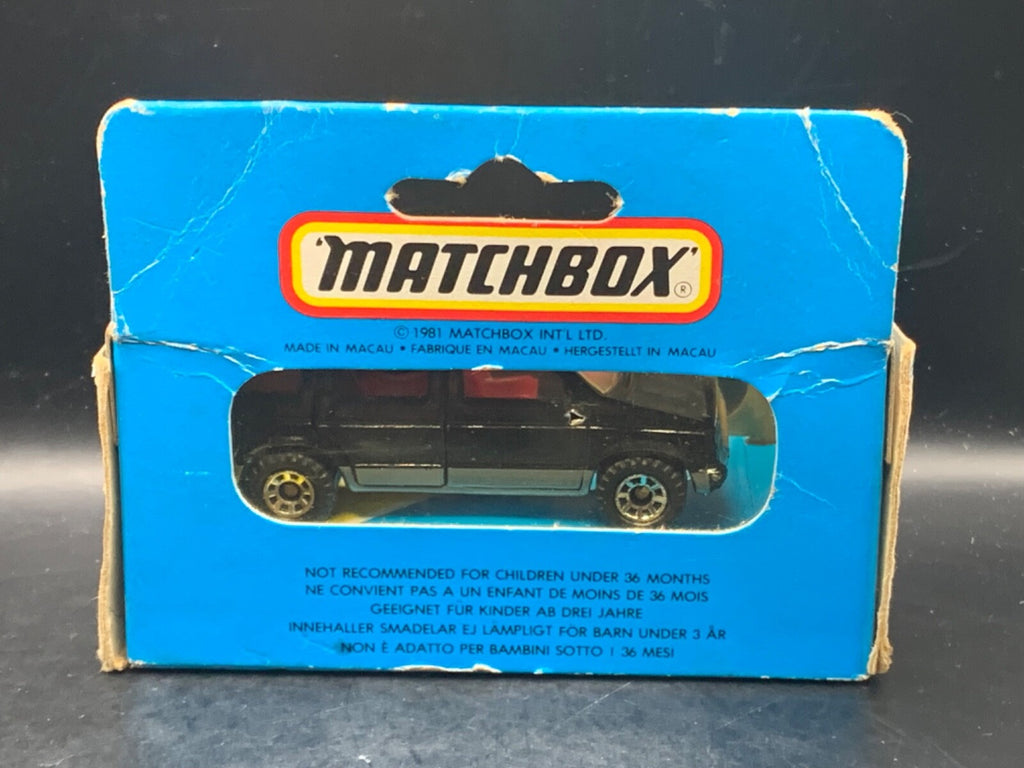 'MATCHBOX'®
© 1981 MATCHBOX INT'L LTD.
MADE IN MACAU • FABRIQUE EN MACAU • HERGESTELLT IN MACAU
NOT RECOMMENDED FOR CHILDREN UNDER 36 MONTHS
NE CONVIENT PAS A UN ENFANT DE MOINS DE 36 MOIS
GEEIGNET FÜR KINDER AB DREI JAHRE
INNEHALLER SMADELAR EJ LÄMPLIGT FÖR BARN UNDER 3 ÅR
NON È ADATTO PER BAMBINI SOTTO I 36 MESI